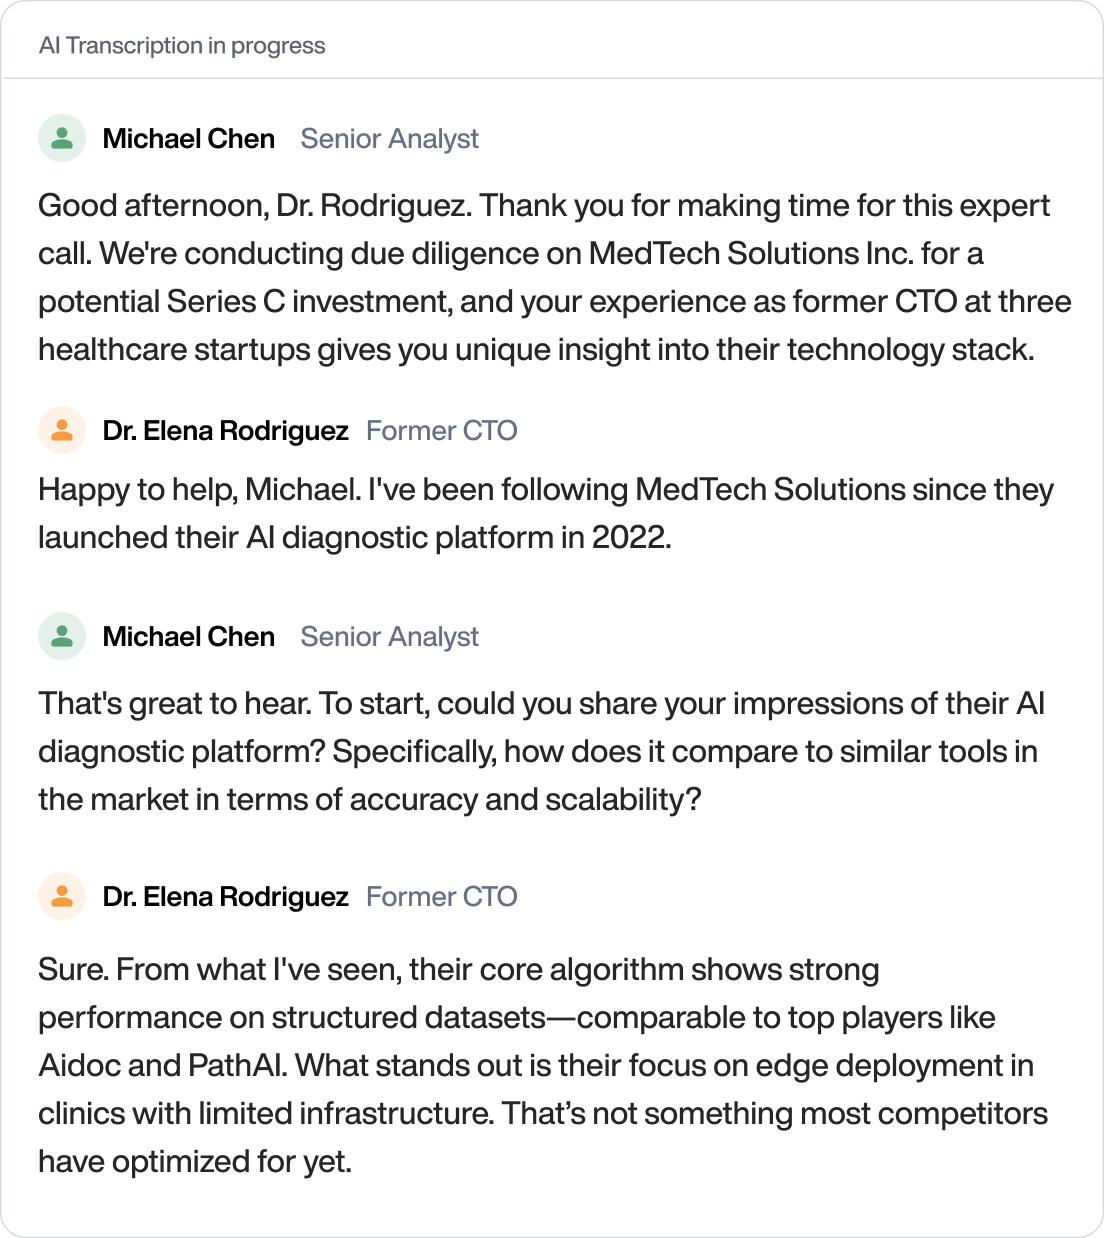 AI Transcription in progress
Michael Chen Senior Analyst
Good afternoon, Dr. Rodriguez. Thank you for making time for this expert
call. We're conducting due diligence on MedTech Solutions Inc. for a
potential Series C investment, and your experience as former CTO at three
healthcare startups gives you unique insight into their technology stack.
Dr. Elena Rodriguez Former CTO
Happy to help, Michael. I've been following MedTech Solutions since they
launched their AI diagnostic platform in 2022.
Michael Chen Senior Analyst
That's great to hear. To start, could you share your impressions of their AI
diagnostic platform? Specifically, how does it compare to similar tools in
the market in terms of accuracy and scalability?
Dr. Elena Rodriguez Former CTO
Sure. From what I've seen, their core algorithm shows strong
performance on structured datasets—comparable to top players like
Aidoc and PathAI. What stands out is their focus on edge deployment in
clinics with limited infrastructure. That’s not something most competitors
have optimized for yet.